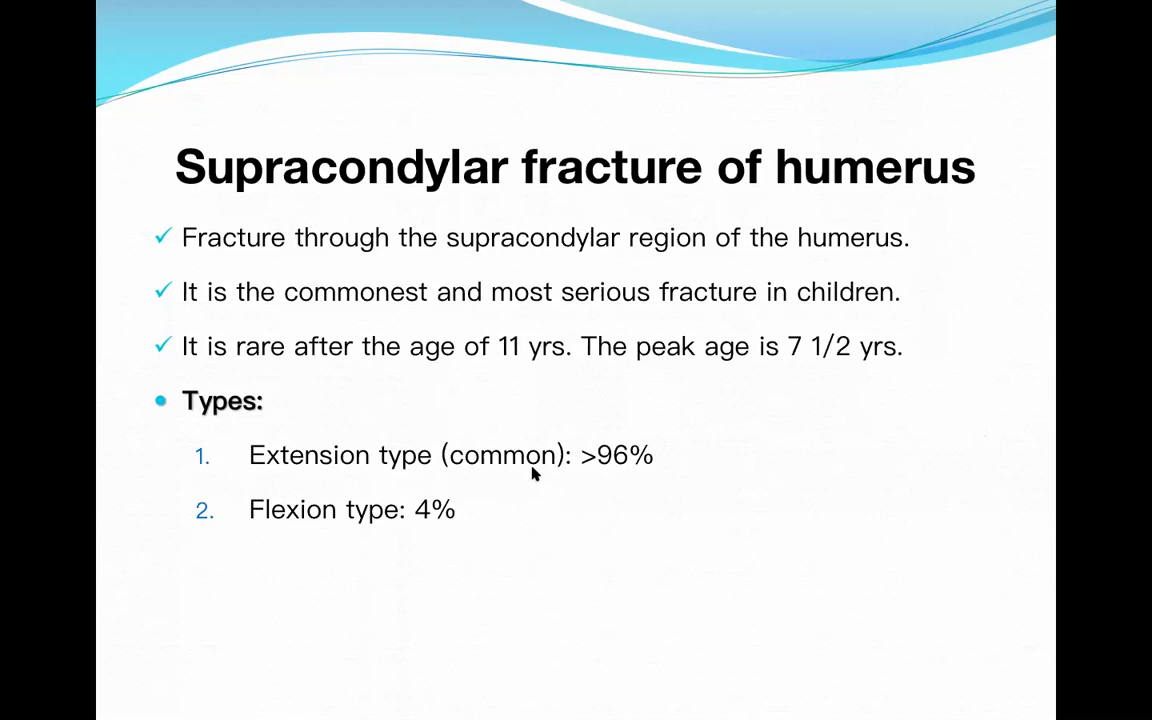 Supracondylar fracture of humerus
✓ Fracture through the supracondylar region of the humerus.
✓ It is the commonest and most serious fracture in children.
✓ It is rare after the age of 11 yrs. The peak age is 7 1/2 yrs.
• Types:
1. Extension type (common): >96%
2. Flexion type: 4%